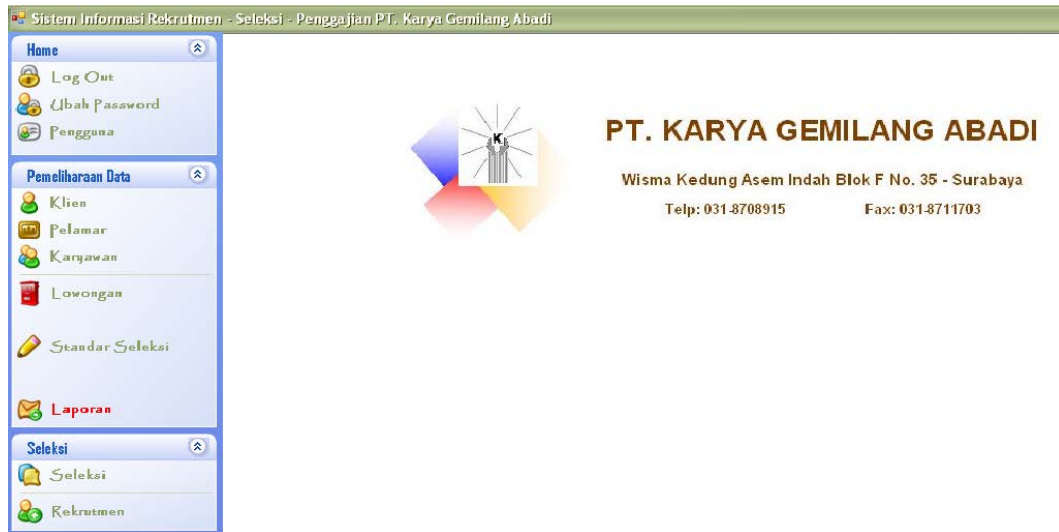 Sistem Informasi Rekrutmen - Seleksi - Penggajian PT. Karya Gemilang Abadi
Home
Log Out
Ubah Password
Pengguna
Pemeliharaan Data
Klien
Pelamar
Karyawan
Lowongan
Standar Seleksi
Laporan
Seleksi
Seleksi
Rekrutmen
K
PT. KARYA GEMILANG ABADI
Wisma Kedung Asem Indah Blok F No. 35 - Surabaya
Telp: 031-8708915 Fax: 031-8711703